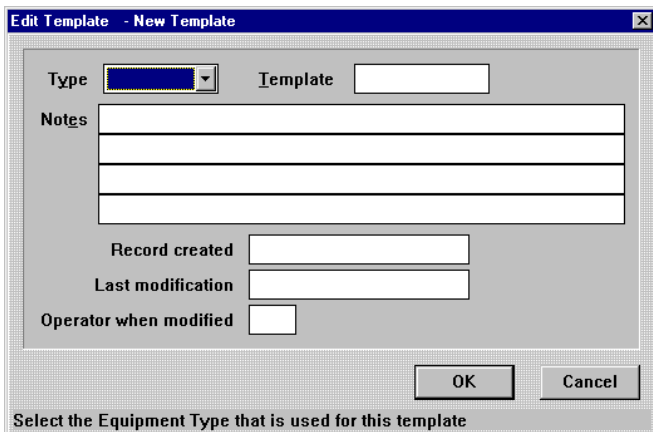 Edit Template - New Template
Type Template
Notes
Record created
Last modification
Operator when modified
OK Cancel
Select the Equipment Type that is used for this template